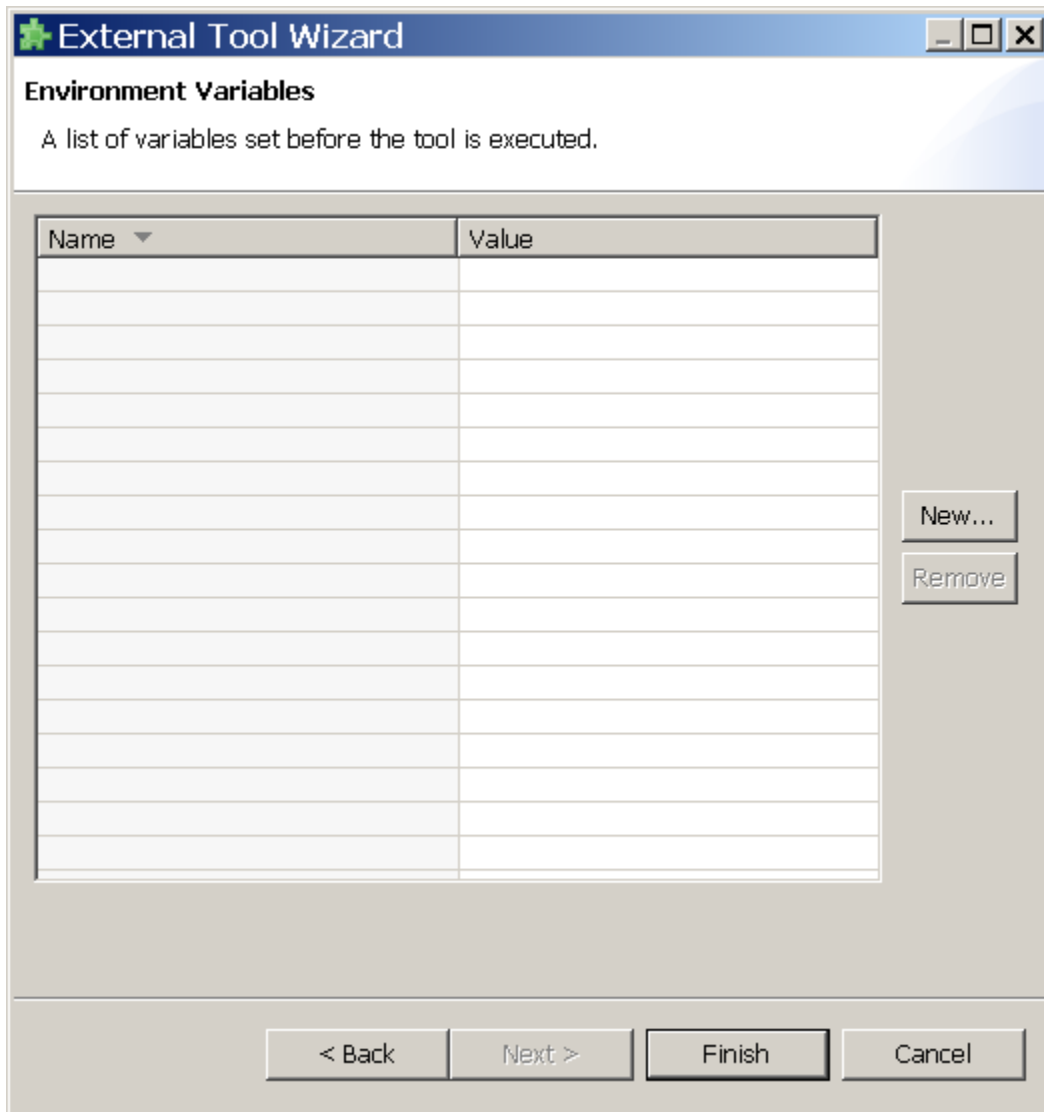 External Tool Wizard
Environment Variables
A list of variables set before the tool is executed.
Name Value
New...
Remove
< Back Next > Finish Cancel